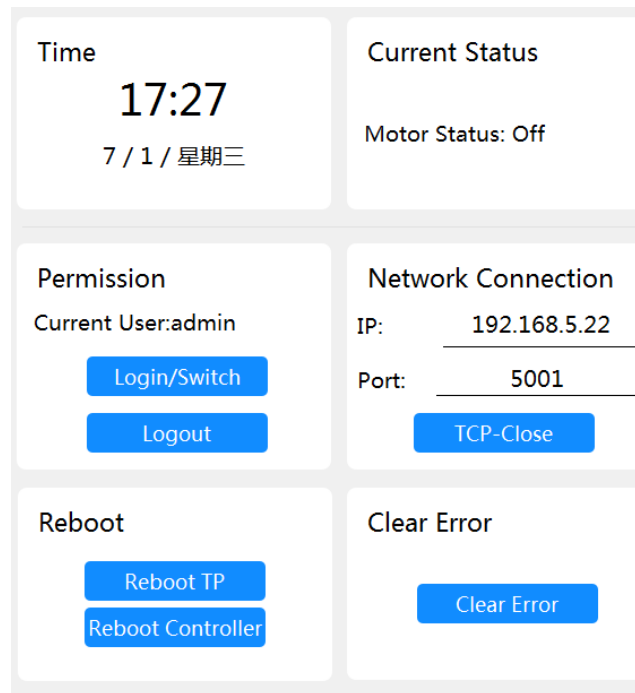 Time
17:27
7 / 1 / 星期三
Current Status
Motor Status: Off
Permission
Current User:admin
Login/Switch
Logout
Network Connection
IP: 192.168.5.22
Port: 5001
TCP-Close
Reboot
Reboot TP
Reboot Controller
Clear Error
Clear Error